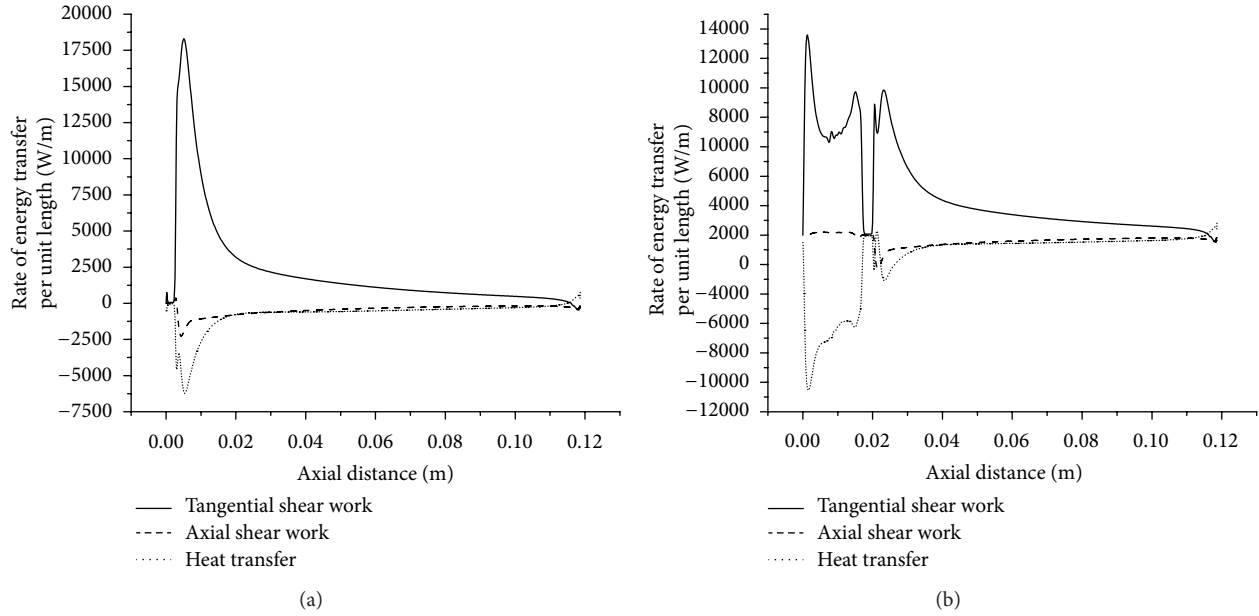 20000
17500
15000
12500
10000
7500
5000
2500
0
−2500
−5000
−7500
Rate of energy transfer
per unit length (W/m)
0.00 0.02 0.04 0.06 0.08 0.10 0.12
Axial distance (m)
Tangential shear work
Axial shear work
Heat transfer
(a)
14000
12000
10000
4000
2000
0
−4000
−6000
−8000
−10000
−12000
Rate of energy transfer
per unit length (W/m)
0.00 0.02 0.04 0.06 0.08 0.10 0.12
Axial distance (m)
Tangential shear work
Axial shear work
Heat transfer
(b)